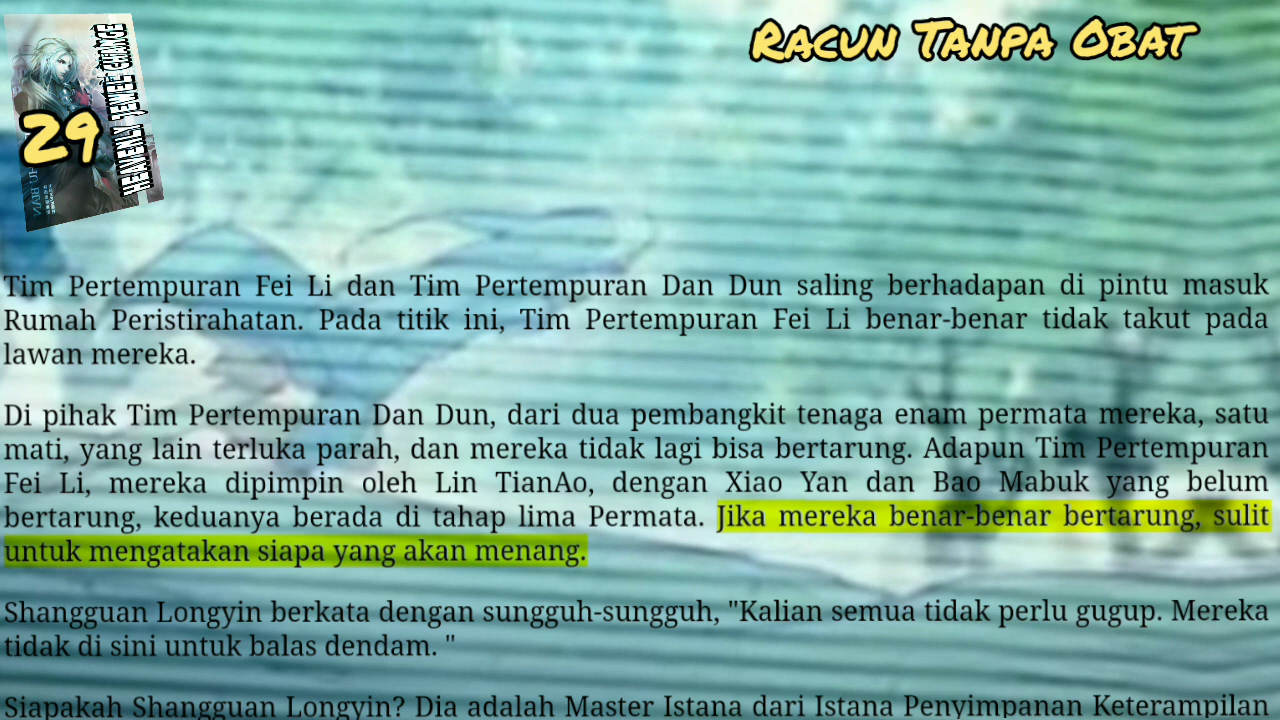 Racun Tanpa Obat
HEAVENLY JEWEL CHANGE
29
Tim Pertempuran Fei Li dan Tim Pertempuran Dan Dun saling berhadapan di pintu masuk
Rumah Peristirahatan. Pada titik ini, Tim Pertempuran Fei Li benar-benar tidak takut pada
lawan mereka.
Di pihak Tim Pertempuran Dan Dun, dari dua pembangkit tenaga enam permata mereka, satu
mati, yang lain terluka parah, dan mereka tidak lagi bisa bertarung. Adapun Tim Pertempuran
Fei Li, mereka dipimpin oleh Lin TianAo, dengan Xiao Yan dan Bao Mabuk yang belum
bertarung, keduanya berada di tahap lima Permata. Jika mereka benar-benar bertarung, sulit
untuk mengatakan siapa yang akan menang.
Shangguan Longyin berkata dengan sungguh-sungguh, "Kalian semua tidak perlu gugup. Mereka
tidak di sini untuk balas dendam. "
Siapakah Shangguan Longyin? Dia adalah Master Istana dari Istana Penyimpanan Keterampilan